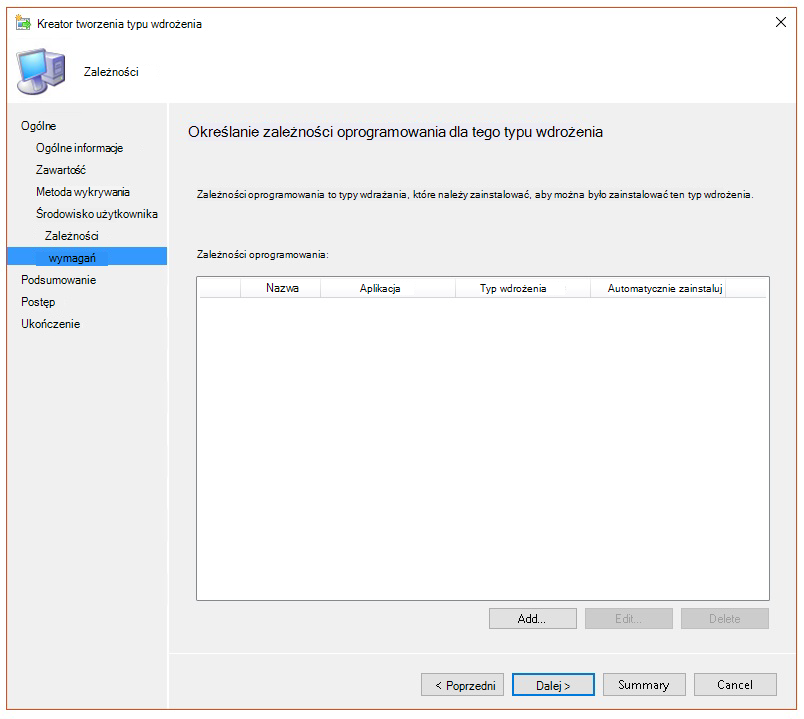 Kreator tworzenia typu wdrożenia
Zależności
Ogólne
Ogólne informacje
Zawartość
Metoda wykrywania
Środowisko użytkownika
Zależności
wymagań
Podsumowanie
Postęp
Ukończenie
Określanie zależności oprogramowania dla tego typu wdrożenia
Zależności oprogramowania to typy wdrażania, które należy zainstalować, aby można było zainstalować ten typ wdrożenia.
Zależności oprogramowania:
Nazwa Aplikacja Typ wdrożenia Automatycznie zainstaluj
Add... Edit... Delete
< Poprzedni Dalej > Summary Cancel